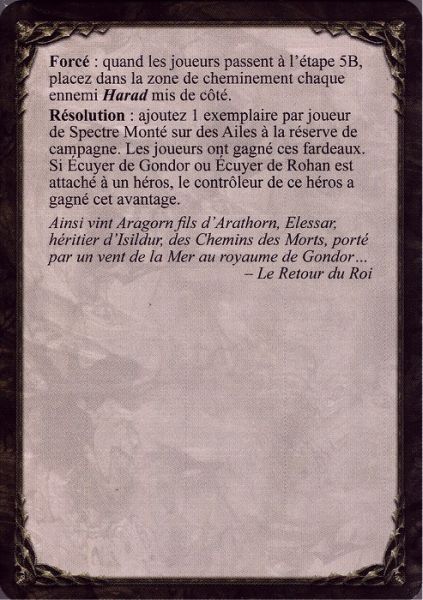 Forcé : quand les joueurs passent à l'étape 5B,
placez dans la zone de cheminement chaque
ennemi Harad mis de côté.
Résolution : ajoutez 1 exemplaire par joueur
de Spectre Monté sur des Ailes à la réserve de
campagne. Les joueurs ont gagné ces fardeaux.
Si Écuyer de Gondor ou Écuyer de Rohan est
attaché à un héros, le contrôleur de ce héros a
gagné cet avantage.
Ainsi vint Aragorn fils d'Arathorn, Elessar,
héritier d'Isildur, des Chemins des Morts, porté
par un vent de la Mer au royaume de Gondor…
– Le Retour du Roi